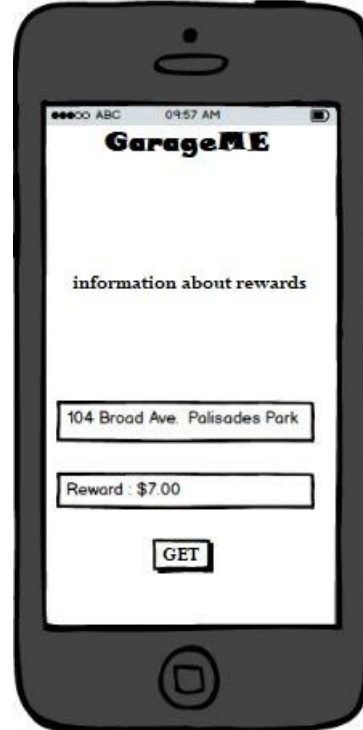 ABC 09:57 AM
GarageME
information about rewards
104 Broad Ave. Palisades Park
Reward : $7.00
GET